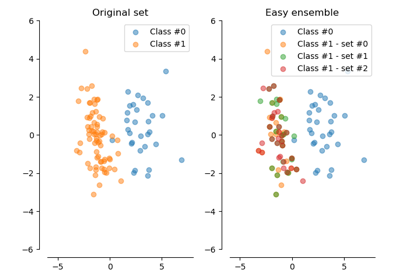 Original set
Class #0
Class #1
6
4
2
0
−2
−4
−6
−5
0
5
Easy ensemble
Class #0
Class #1 - set #0
Class #1 - set #1
Class #1 - set #2
6
4
2
0
−2
−4
−6
−5
0
5